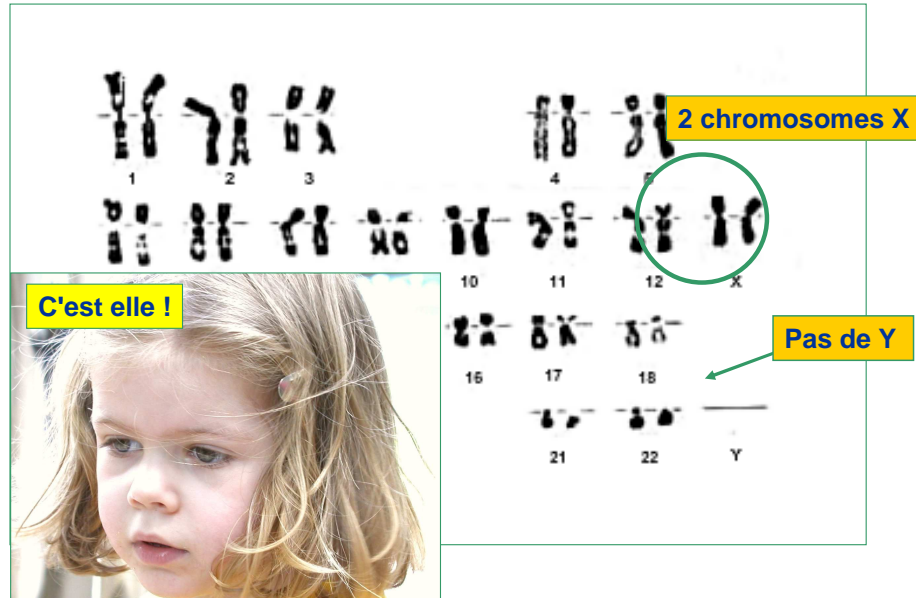 2 chromosomes X
1 2 3 4 5
10 11 12 X
C'est elle !
Pas de Y
16 17 18
21 22 Y